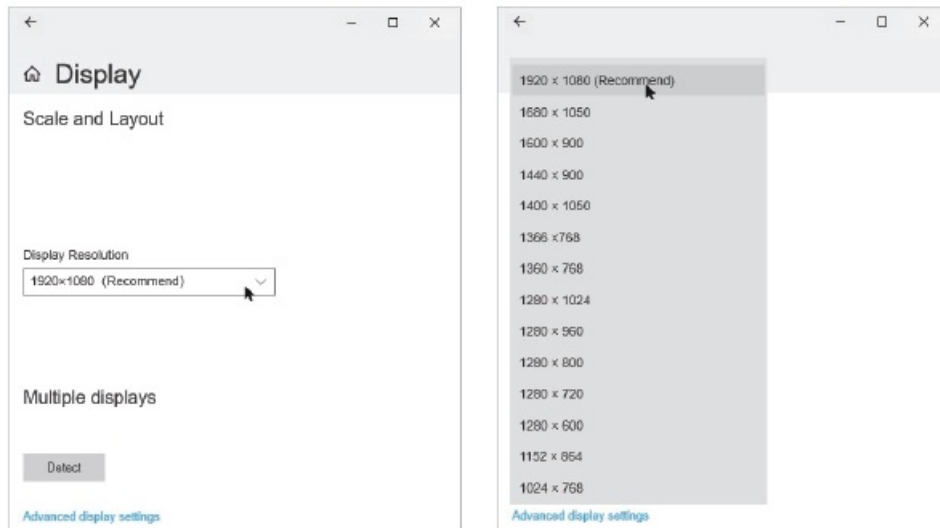 Display
Scale and Layout
Display Resolution
1920×1080 (Recommend)
Multiple displays
Detect
Advanced display settings
1920 × 1080 (Recommend)
1680 × 1050
1600 × 900
1440 × 900
1400 × 1050
1366 ×768
1360 × 768
1280 × 1024
1280 × 960
1280 × 800
1280 × 720
1280 × 600
1152 × 864
1024 × 768
Advanced display settings